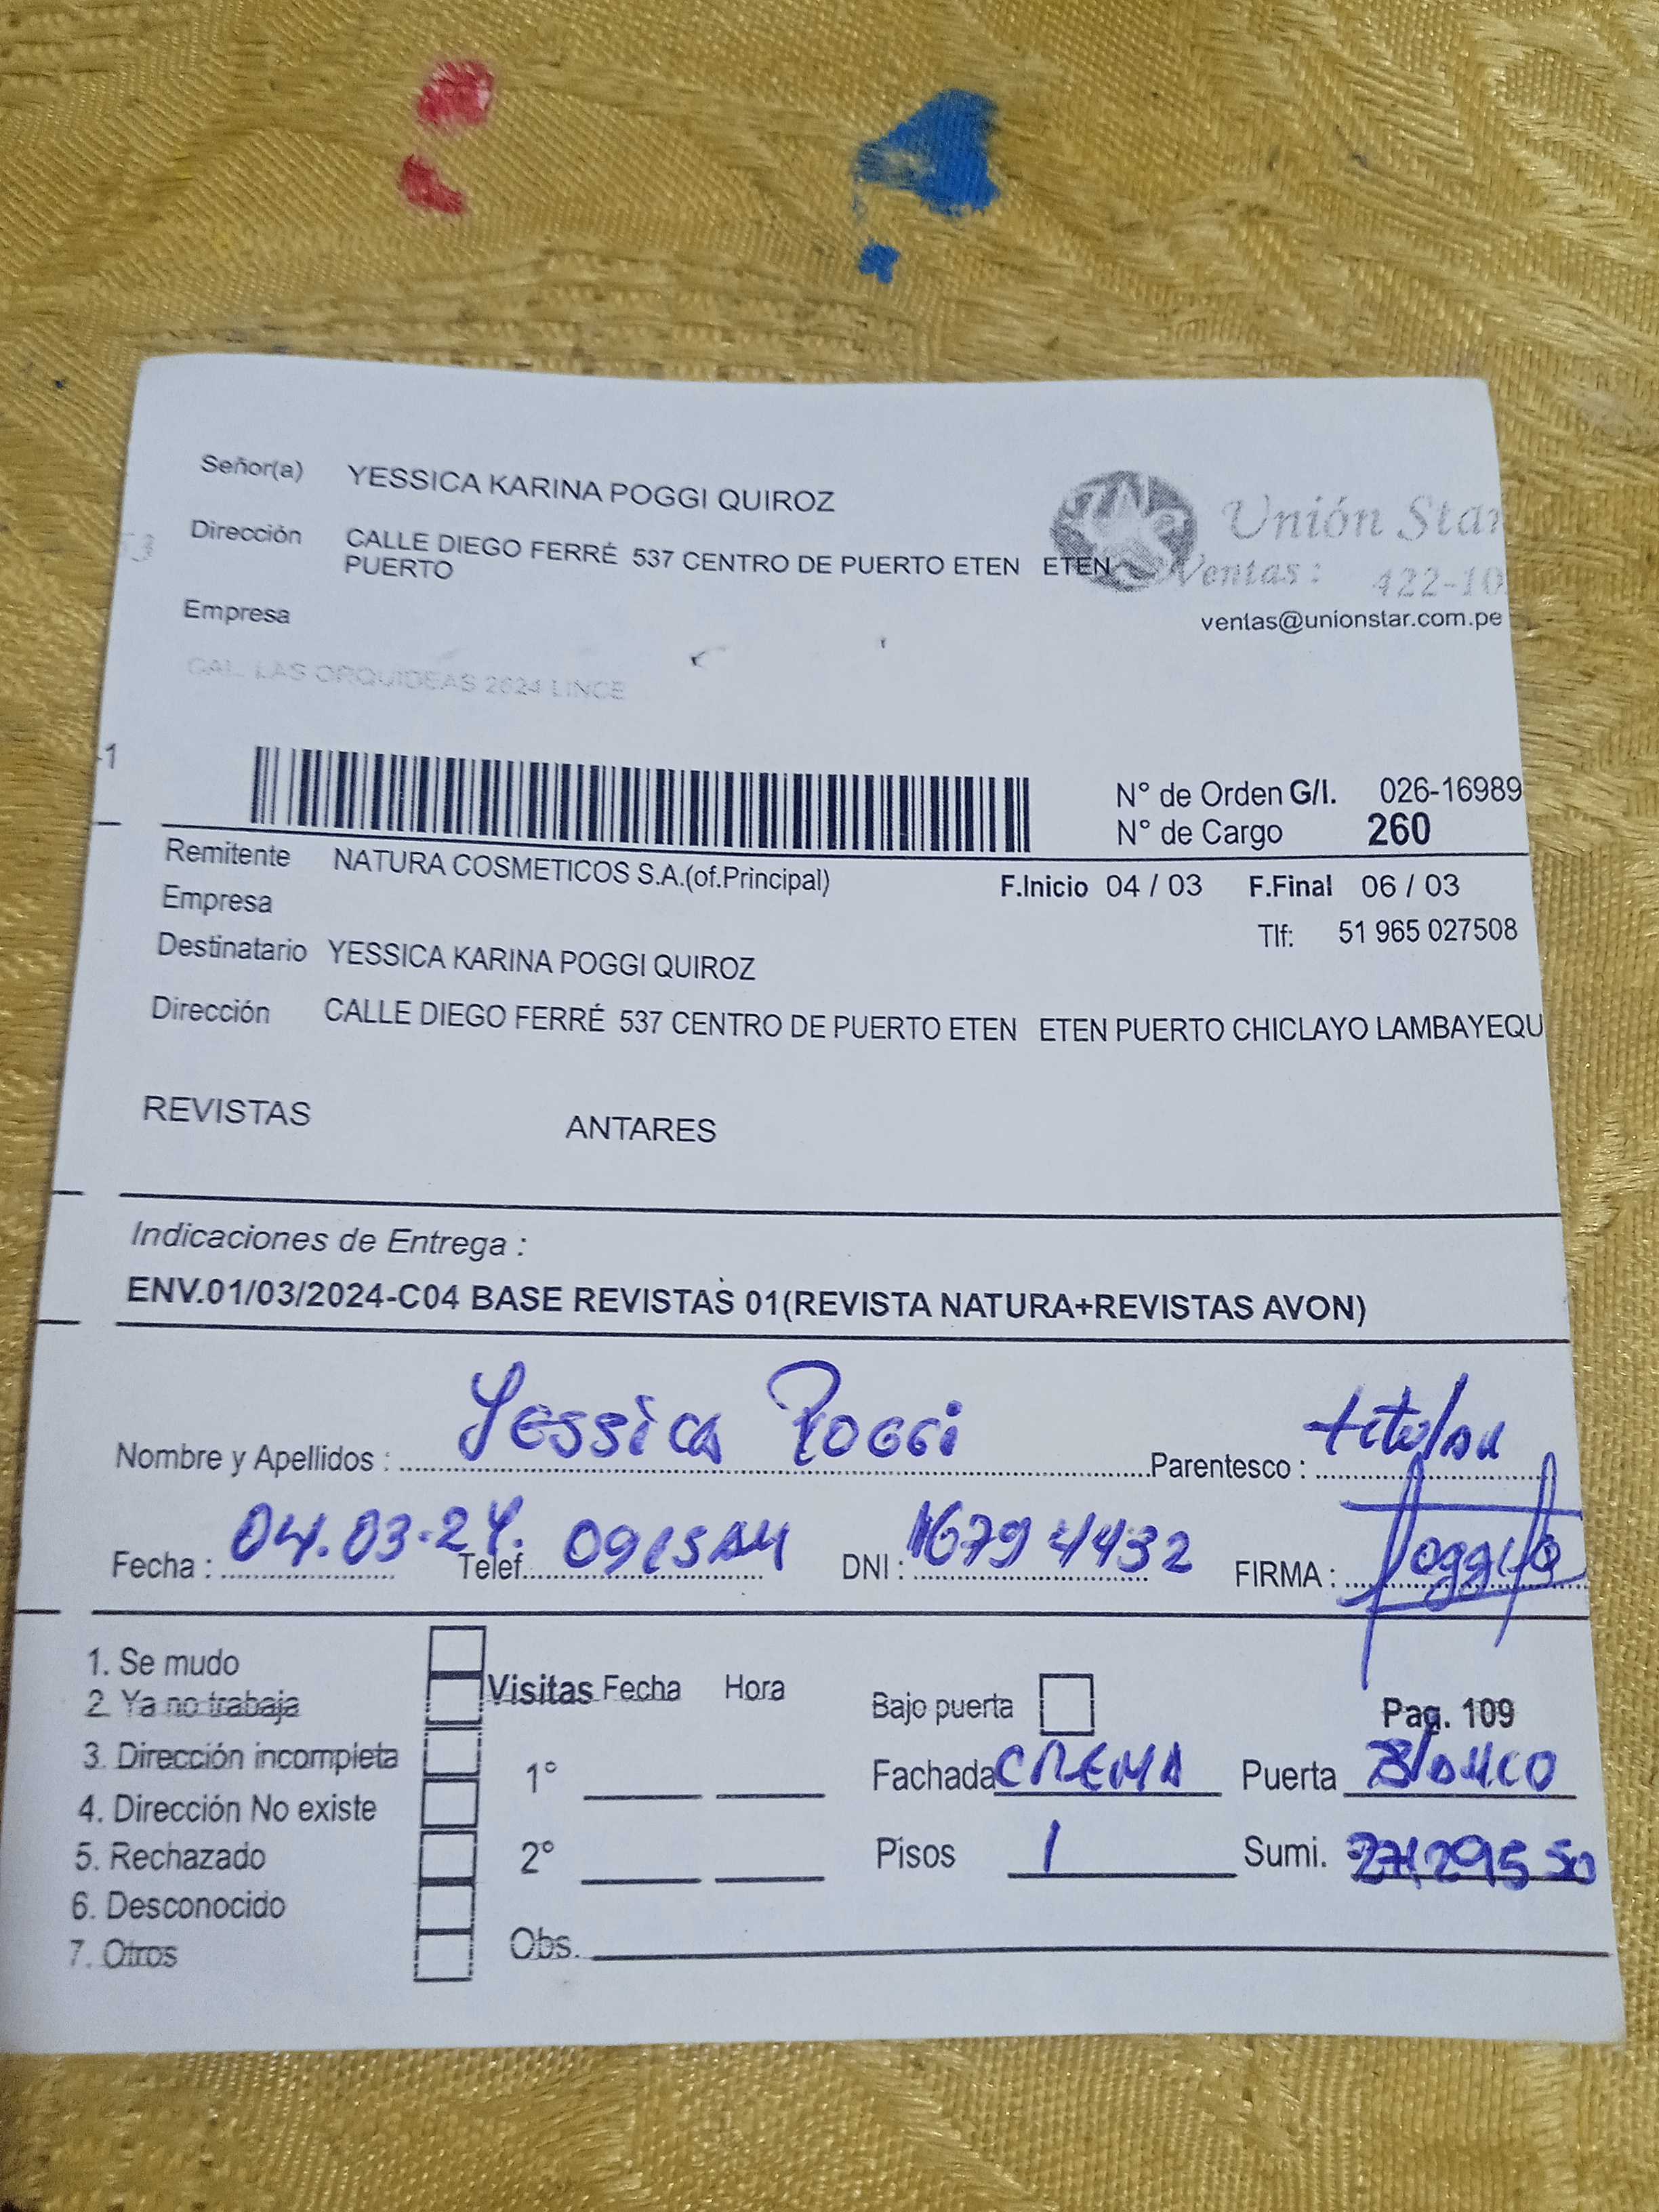 Señor(a) YESSICA KARINA POGGI QUIROZ
Unión Star
Dirección CALLE DIEGO FERRÉ 537 CENTRO DE PUERTO ETEN ETEN
PUERTO
Ventas: 422-10
Empresa
ventas@unionstar.com.pe
CAL. LAS ORQUIDEAS 2624 LINCE
-1
N° de Orden G/I. 026-16989
N° de Cargo 260
Remitente NATURA COSMETICOS S.A.(of.Principal)
F.Inicio 04 / 03 F.Final 06 / 03
Empresa
Tlf: 51 965 027508
Destinatario YESSICA KARINA POGGI QUIROZ
Dirección CALLE DIEGO FERRÉ 537 CENTRO DE PUERTO ETEN ETEN PUERTO CHICLAYO LAMBAYEQU
REVISTAS ANTARES
Indicaciones de Entrega :
ENV.01/03/2024-C04 BASE REVISTAS 01(REVISTA NATURA+REVISTAS AVON)
Nombre y Apellidos : Yessica Poggi Parentesco : titular
Fecha : 04.03.24. Telef. 0915 AM DNI : 16794432 FIRMA :
1. Se mudo
2. Ya no trabaja
3. Dirección incompleta
4. Dirección No existe
5. Rechazado
6. Desconocido
7. Otros
Visitas Fecha Hora
1°
2°
Obs.
Bajo puerta Pag. 109
Fachada CREMA Puerta Blanco
Pisos 1 Sumi.